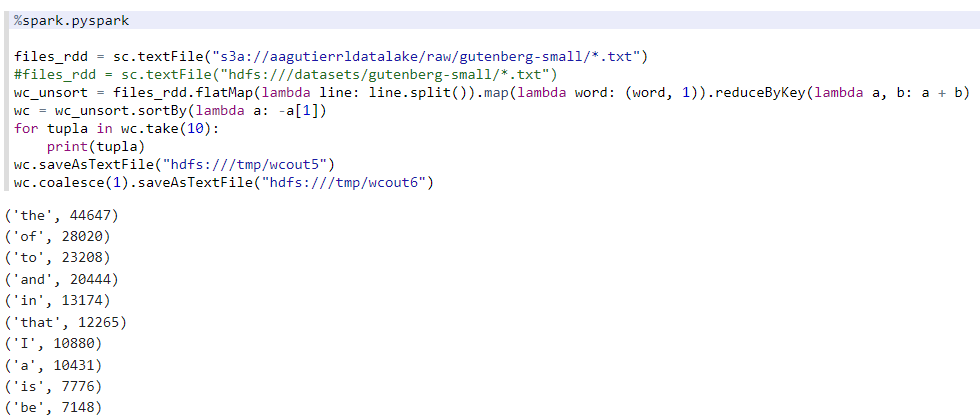 %spark.pyspark
files_rdd = sc.textFile("s3a://aagutierrldatalake/raw/gutenberg-small/*.txt")
#files_rdd = sc.textFile("hdfs:///datasets/gutenberg-small/*.txt")
wc_unsort = files_rdd.flatMap(lambda line: line.split()).map(lambda word: (word, 1)).reduceByKey(lambda a, b: a + b)
wc = wc_unsort.sortBy(lambda a: -a[1])
for tupla in wc.take(10):
    print(tupla)
wc.saveAsTextFile("hdfs:///tmp/wcout5")
wc.coalesce(1).saveAsTextFile("hdfs:///tmp/wcout6")
('the', 44647)
('of', 28020)
('to', 23208)
('and', 20444)
('in', 13174)
('that', 12265)
('I', 10880)
('a', 10431)
('is', 7776)
('be', 7148)